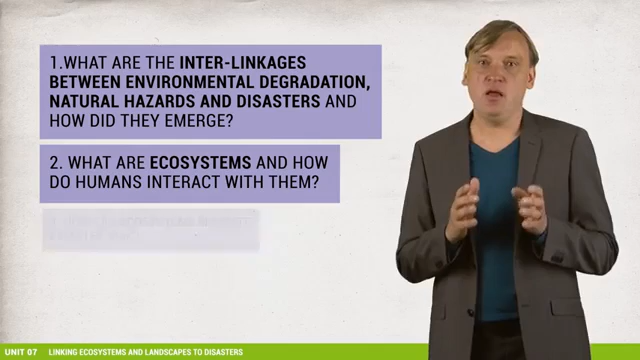 1.WHAT ARE THE INTER-LINKAGES
BETWEEN ENVIRONMENTAL DEGRADATION,
NATURAL HAZARDS AND DISASTERS AND
HOW DID THEY EMERGE?
2. WHAT ARE ECOSYSTEMS AND HOW
DO HUMANS INTERACT WITH THEM?
UNIT 07 LINKING ECOSYSTEMS AND LANDSCAPES TO DISASTERS